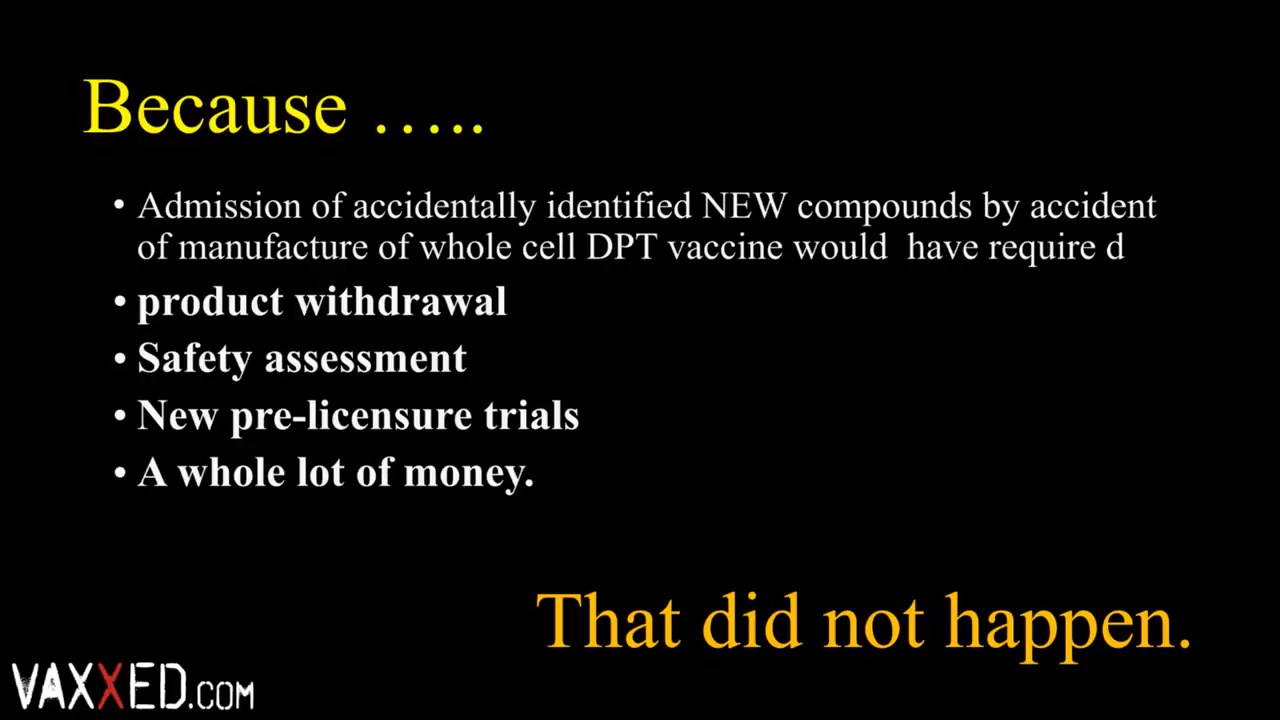 Because …..
• Admission of accidentally identified NEW compounds by accident
of manufacture of whole cell DPT vaccine would  have require d
• product withdrawal
• Safety assessment
• New pre-licensure trials
• A whole lot of money.
That did not happen.
VAXXED.COM